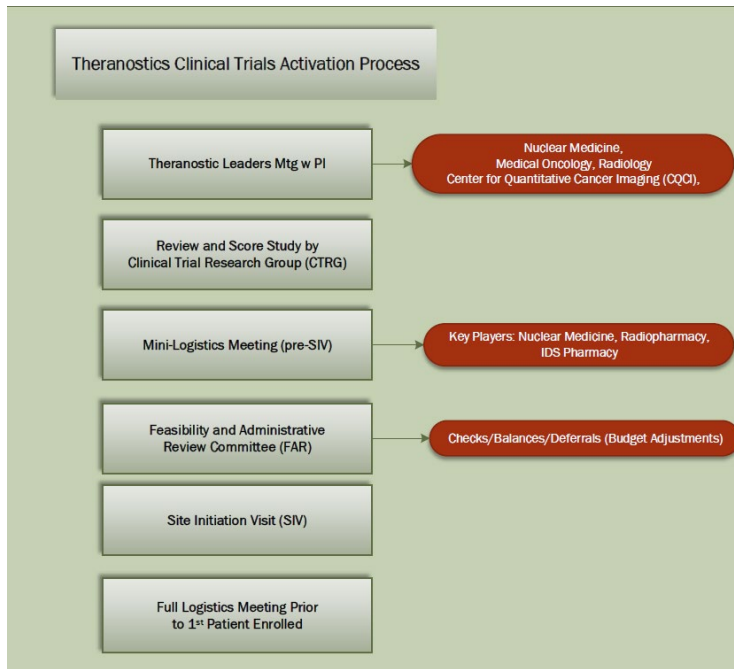 Theranostics Clinical Trials Activation Process
Theranostic Leaders Mtg w PI
Nuclear Medicine,
Medical Oncology, Radiology
Center for Quantitative Cancer Imaging (CQCI),
Review and Score Study by
Clinical Trial Research Group (CTRG)
Mini-Logistics Meeting (pre-SIV)
Key Players: Nuclear Medicine, Radiopharmacy,
IDS Pharmacy
Feasibility and Administrative
Review Committee (FAR)
Checks/Balances/Deferrals (Budget Adjustments)
Site Initiation Visit (SIV)
Full Logistics Meeting Prior
to 1st Patient Enrolled